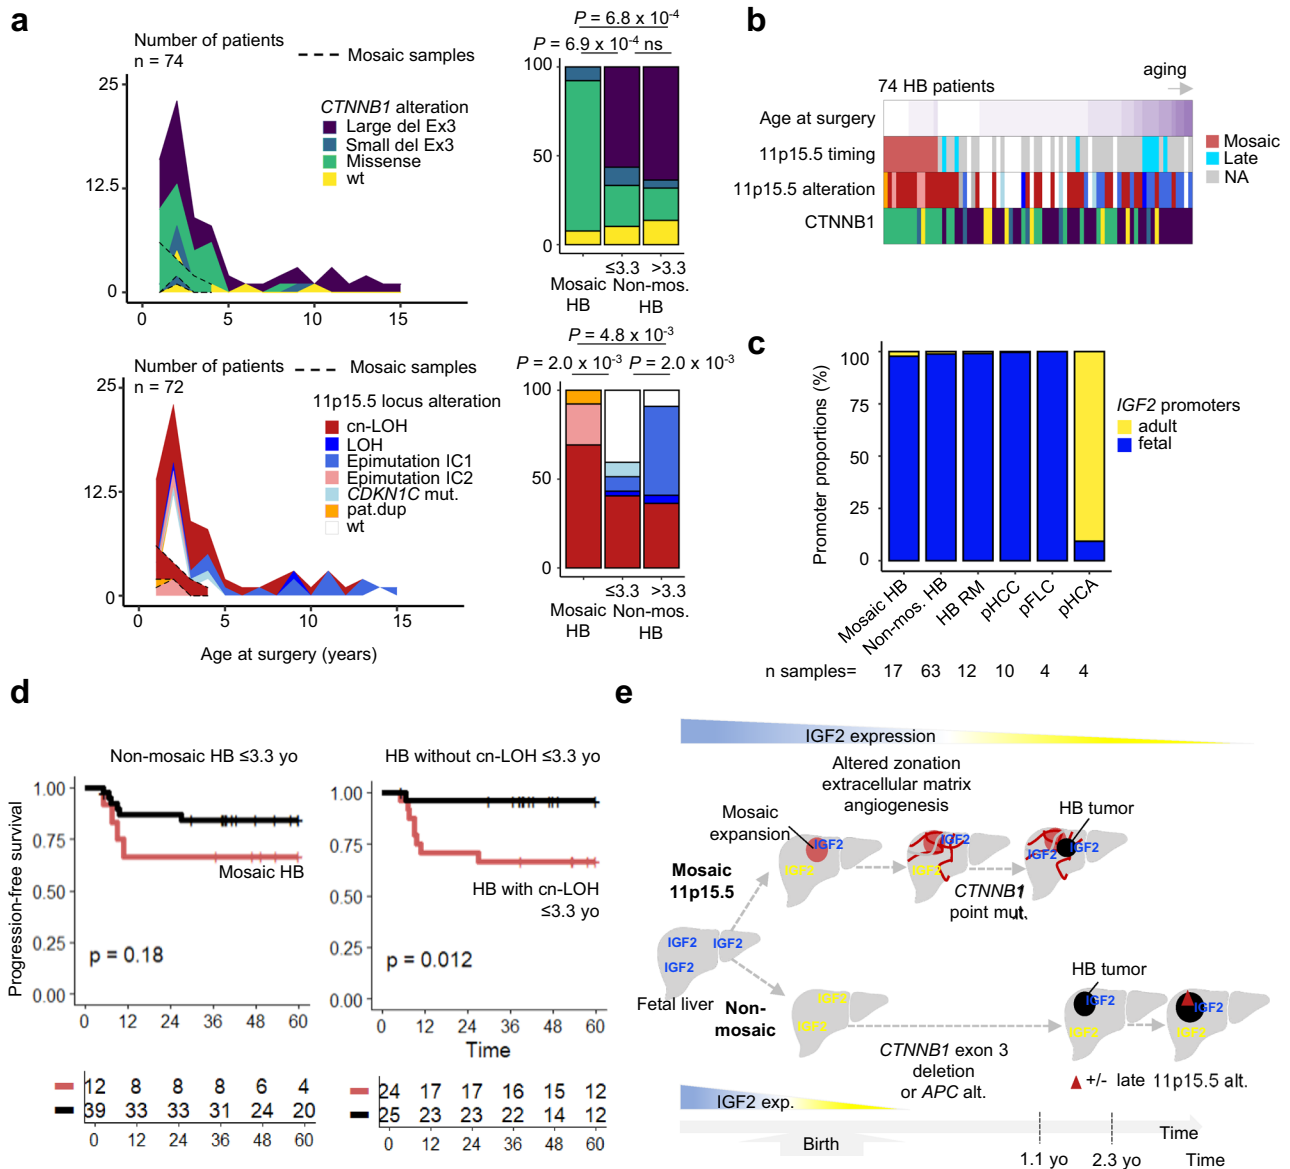 a
Number of patients
n = 74
Mosaic samples
25
12.5
0
0
5
10
15
CTNNB1 alteration
Large del Ex3
Small del Ex3
Missense
wt
P = 6.8 x 10-4
P = 6.9 x 10-4 ns
100
50
0
Mosaic
HB
≤3.3
>3.3
Non-mos.
HB
Number of patients
n = 72
Mosaic samples
25
12.5
0
0
5
10
15
Age at surgery (years)
11p15.5 locus alteration
cn-LOH
LOH
Epimutation IC1
Epimutation IC2
CDKN1C mut.
pat.dup
wt
P = 4.8 x 10-3
P = 2.0 x 10-3
P = 2.0 x 10-3
100
50
0
Mosaic
HB
≤3.3
>3.3
Non-mos.
HB
b
aging
74 HB patients
Age at surgery
11p15.5 timing
11p15.5 alteration
CTNNB1
Mosaic
Late
NA
c
Promoter proportions (%)
100
75
50
25
0
IGF2 promoters
adult
fetal
Mosaic HB
Non-mos. HB
HB RM
pHCC
pFLC
pHCA
n samples=
17
63
12
10
4
4
d
Progression-free survival
Non-mosaic HB ≤3.3 yo
1.00
0.75
0.50
0.25
0.00
Mosaic HB
p = 0.18
0 12 24 36 48 60
12 8 8 8 6 4
39 33 33 31 24 20
0 12 24 36 48 60
HB without cn-LOH ≤3.3 yo
1.00
0.75
0.50
0.25
0.00
HB with cn-LOH
≤3.3 yo
p = 0.012
0 12 24 36 48 60
Time
24 17 17 16 15 12
25 23 23 22 14 12
0 12 24 36 48 60
e
IGF2 expression
Altered zonation
extracellular matrix
angiogenesis
Mosaic
expansion
HB tumor
IGF2
IGF2
IGF2
IGF2
IGF2
IGF2
Mosaic
11p15.5
CTNNB1
point mut.
IGF2
IGF2
IGF2
Fetal liver
Non-
mosaic
IGF2
IGF2
HB tumor
IGF2
IGF2
IGF2
IGF2
CTNNB1 exon 3
deletion
or APC alt.
+/- late 11p15.5 alt.
IGF2 exp.
Birth
Time
1.1 yo
2.3 yo
Time